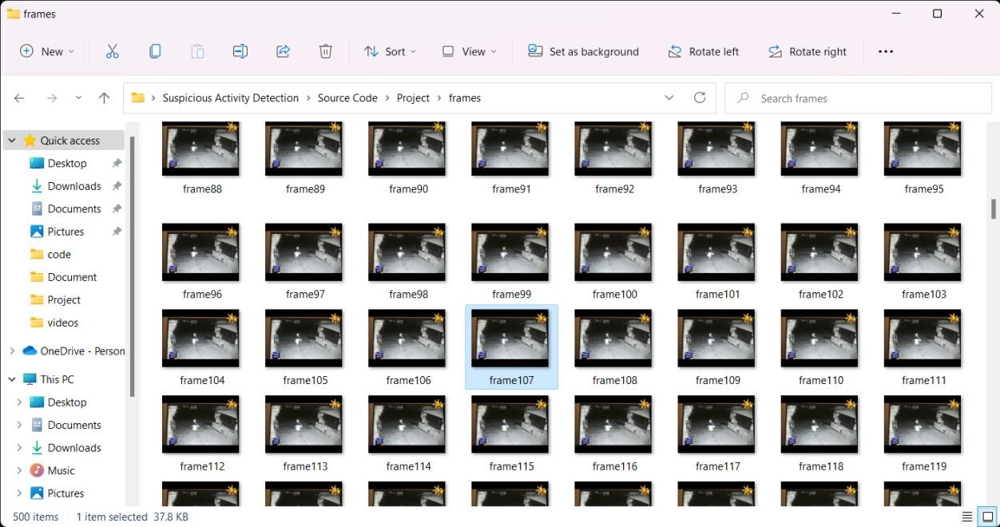 frames
New Sort View Set as background Rotate left Rotate right
Suspicious Activity Detection Source Code Project frames
Search frames
Quick access
Desktop
Downloads
Documents
Pictures
code
Document
Project
videos
OneDrive - Person
This PC
Desktop
Documents
Downloads
Music
Pictures
frame88 frame89 frame90 frame91 frame92 frame93 frame94 frame95
frame96 frame97 frame98 frame99 frame100 frame101 frame102 frame103
frame104 frame105 frame106 frame107 frame108 frame109 frame110 frame111
frame112 frame113 frame114 frame115 frame116 frame117 frame118 frame119
500 items 1 item selected 37.8 KB